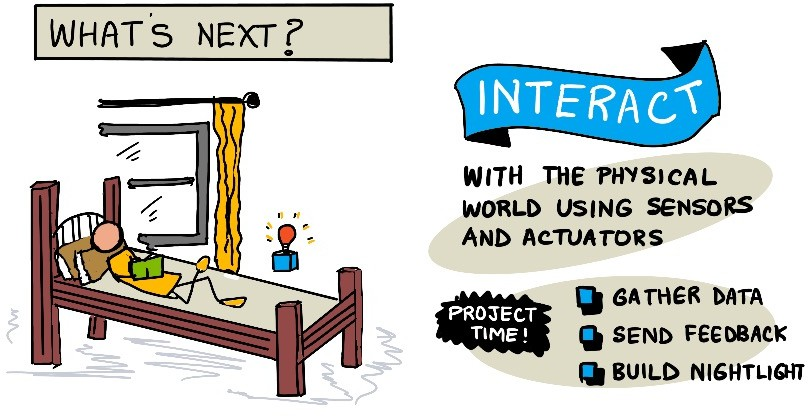 WHAT'S NEXT?
INTERACT
WITH THE PHYSICAL
WORLD USING SENSORS
AND ACTUATORS
PROJECT
TIME!
GATHER DATA
SEND FEEDBACK
BUILD NIGHTLIGHT